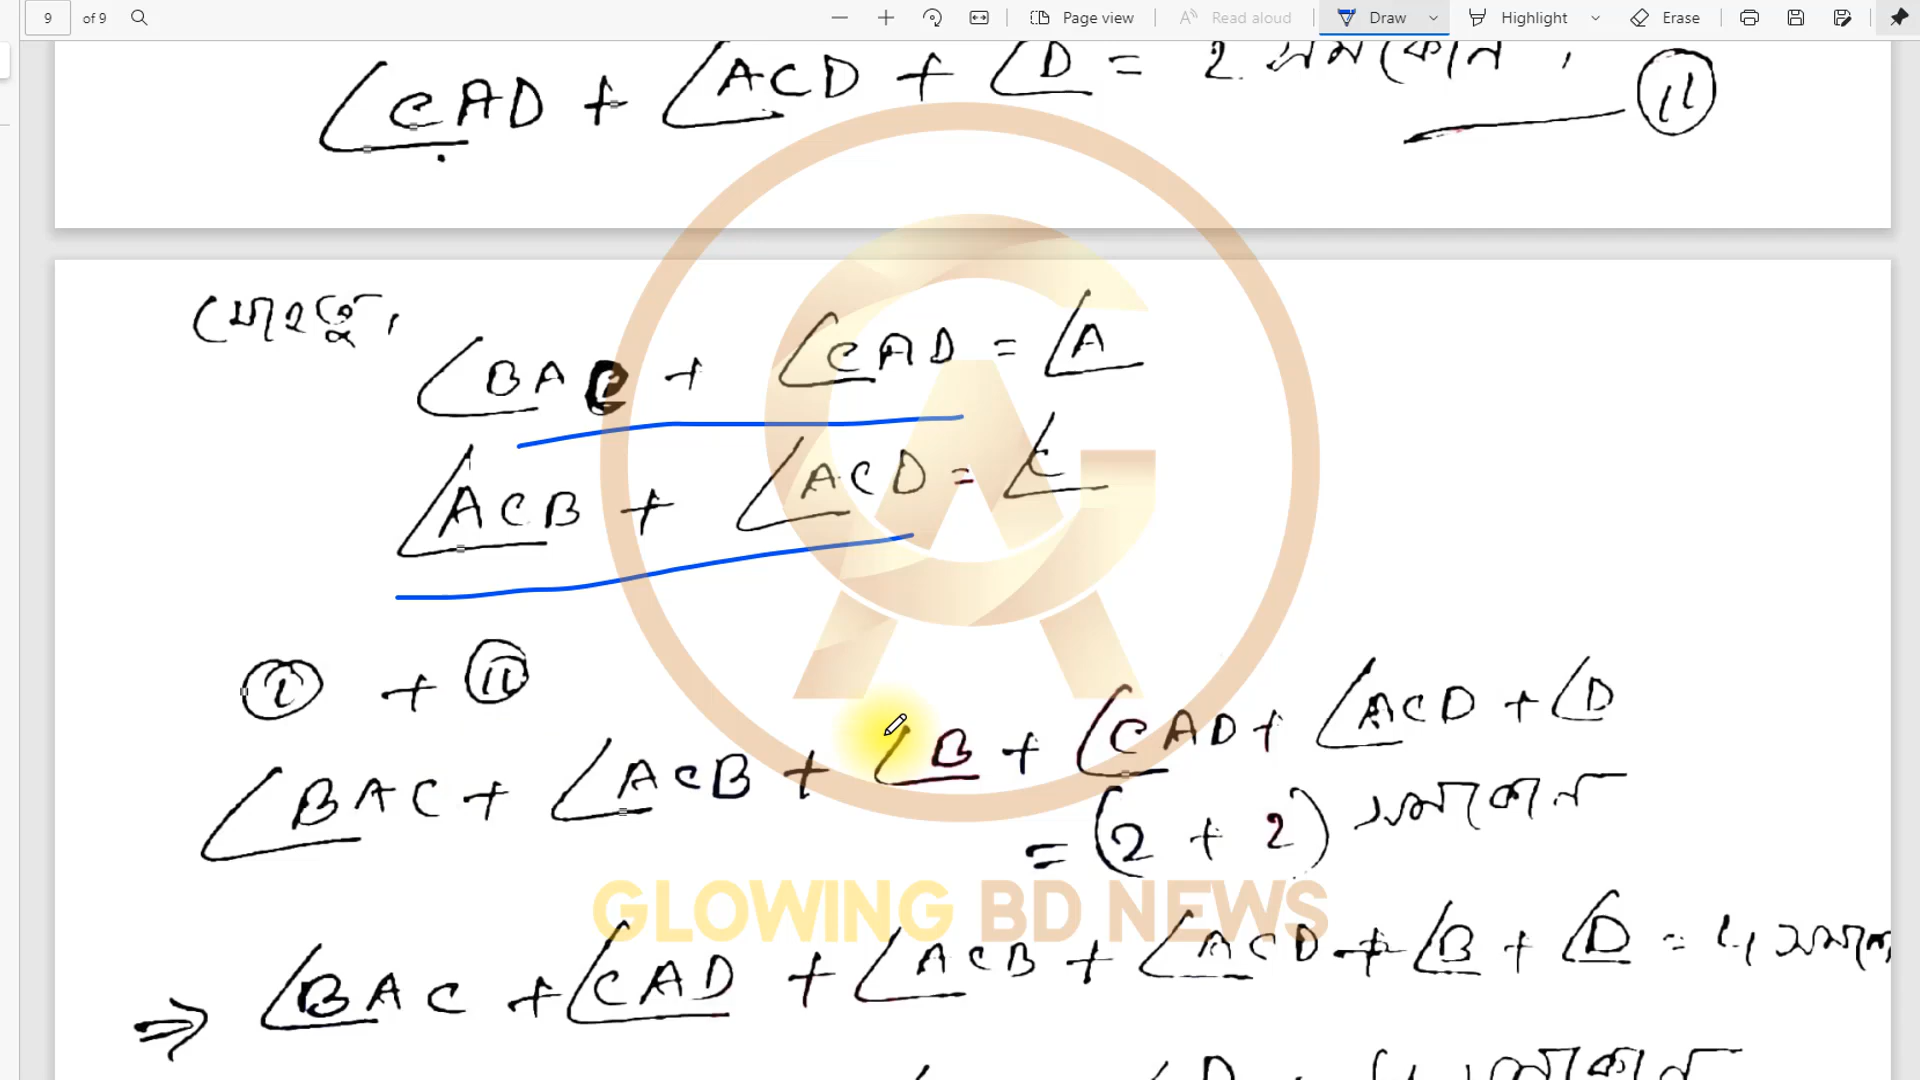 9 of 9 Page view Read aloud Draw Highlight Erase
∠CAD + ∠ACD + ∠D = 2 সমকোন । (ii)
যেহেতু,
∠BAC + ∠CAD = ∠A
∠ACB + ∠ACD = ∠C
(i) + (ii)
∠BAC + ∠ACB + ∠B + ∠CAD + ∠ACD + ∠D
= (2 + 2) সমকোন
GLOWING BD NEWS
⇒ ∠BAC + ∠CAD + ∠ACB + ∠ACD + ∠B + ∠D = 4